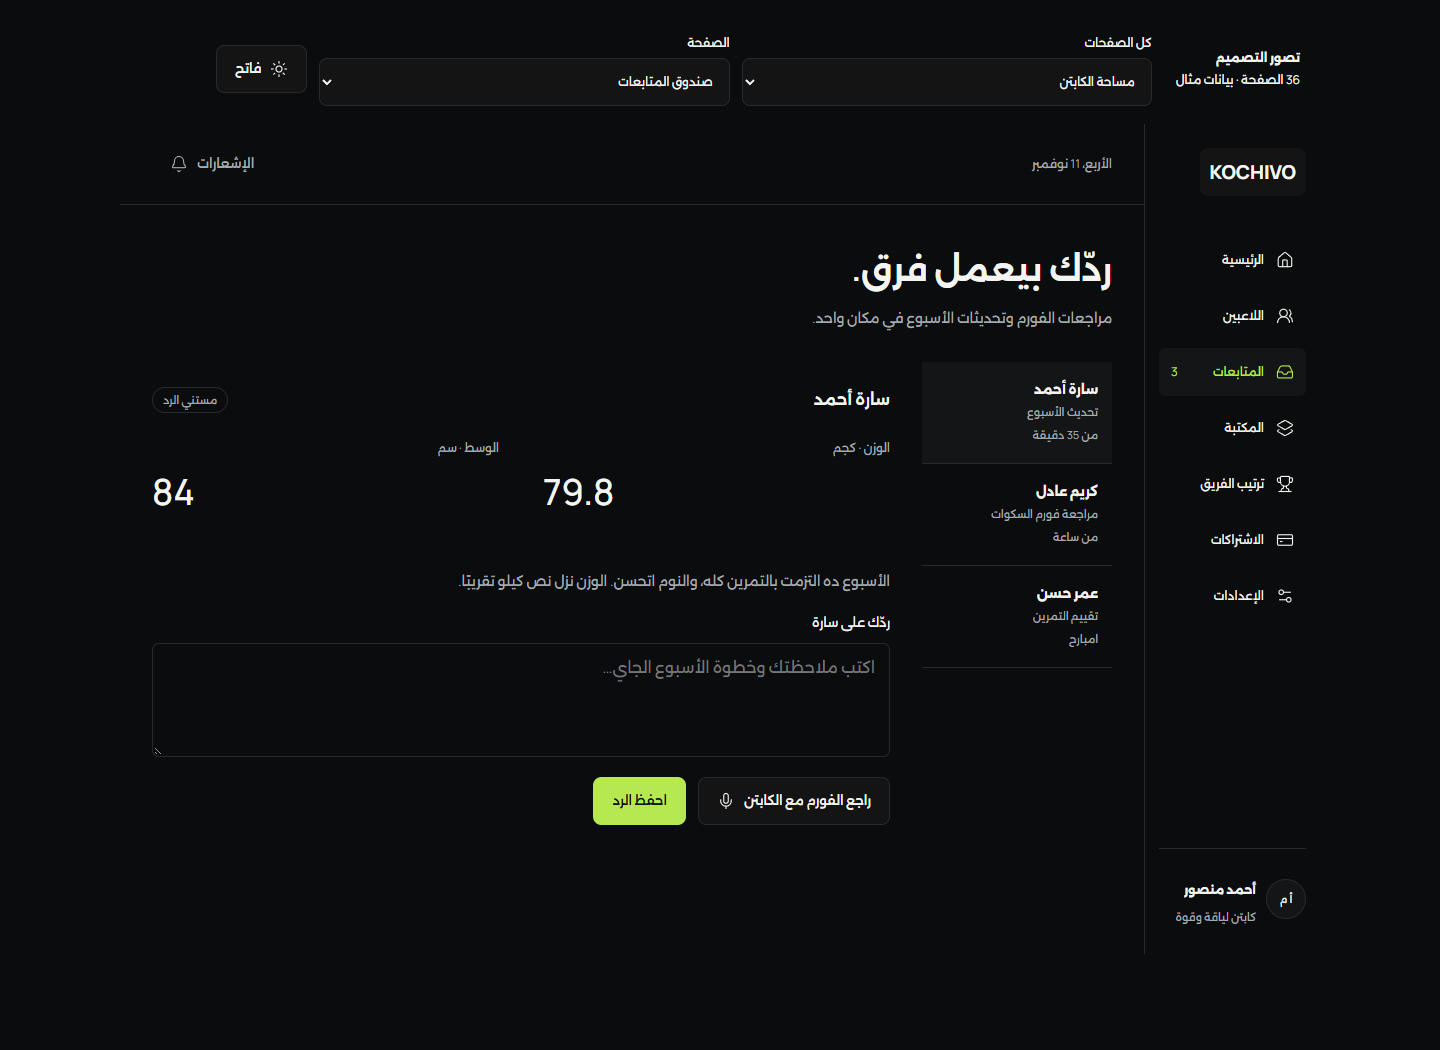 تصور التصميم
36 الصفحة · بيانات مثال
كل الصفحات
مساحة الكابتن
الصفحة
صندوق المتابعات
فاتح
KOCHIVO
الرئيسية
اللاعبين
المتابعات 3
المكتبة
ترتيب الفريق
الاشتراكات
الإعدادات
أ م
أحمد منصور
كابتن لياقة وقوة
الأربع، 11 نوفمبر
الإشعارات
ردّك بيعمل فرق.
مراجعات الفورم وتحديثات الأسبوع في مكان واحد.
سارة أحمد
تحديث الأسبوع
من 35 دقيقة
كريم عادل
مراجعة فورم السكوات
من ساعة
عمر حسن
تقييم التمرين
امبارح
سارة أحمد
مستني الرد
الوزن · كجم
79.8
الوسط · سم
84
الأسبوع ده التزمت بالتمرين كله، والنوم اتحسن. الوزن نزل نص كيلو تقريبًا.
ردّك على سارة
اكتب ملاحظتك وخطوة الأسبوع الجاي...
راجع الفورم مع الكابتن
احفظ الرد